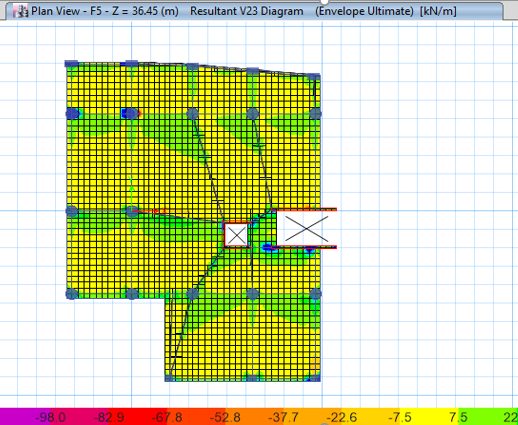 Plan View - F5 - Z = 36.45 (m)    Resultant V23 Diagram    (Envelope Ultimate)  [kN/m]
-98.0 -82.9 -67.8 -52.8 -37.7 -22.6 -7.5 7.5 22